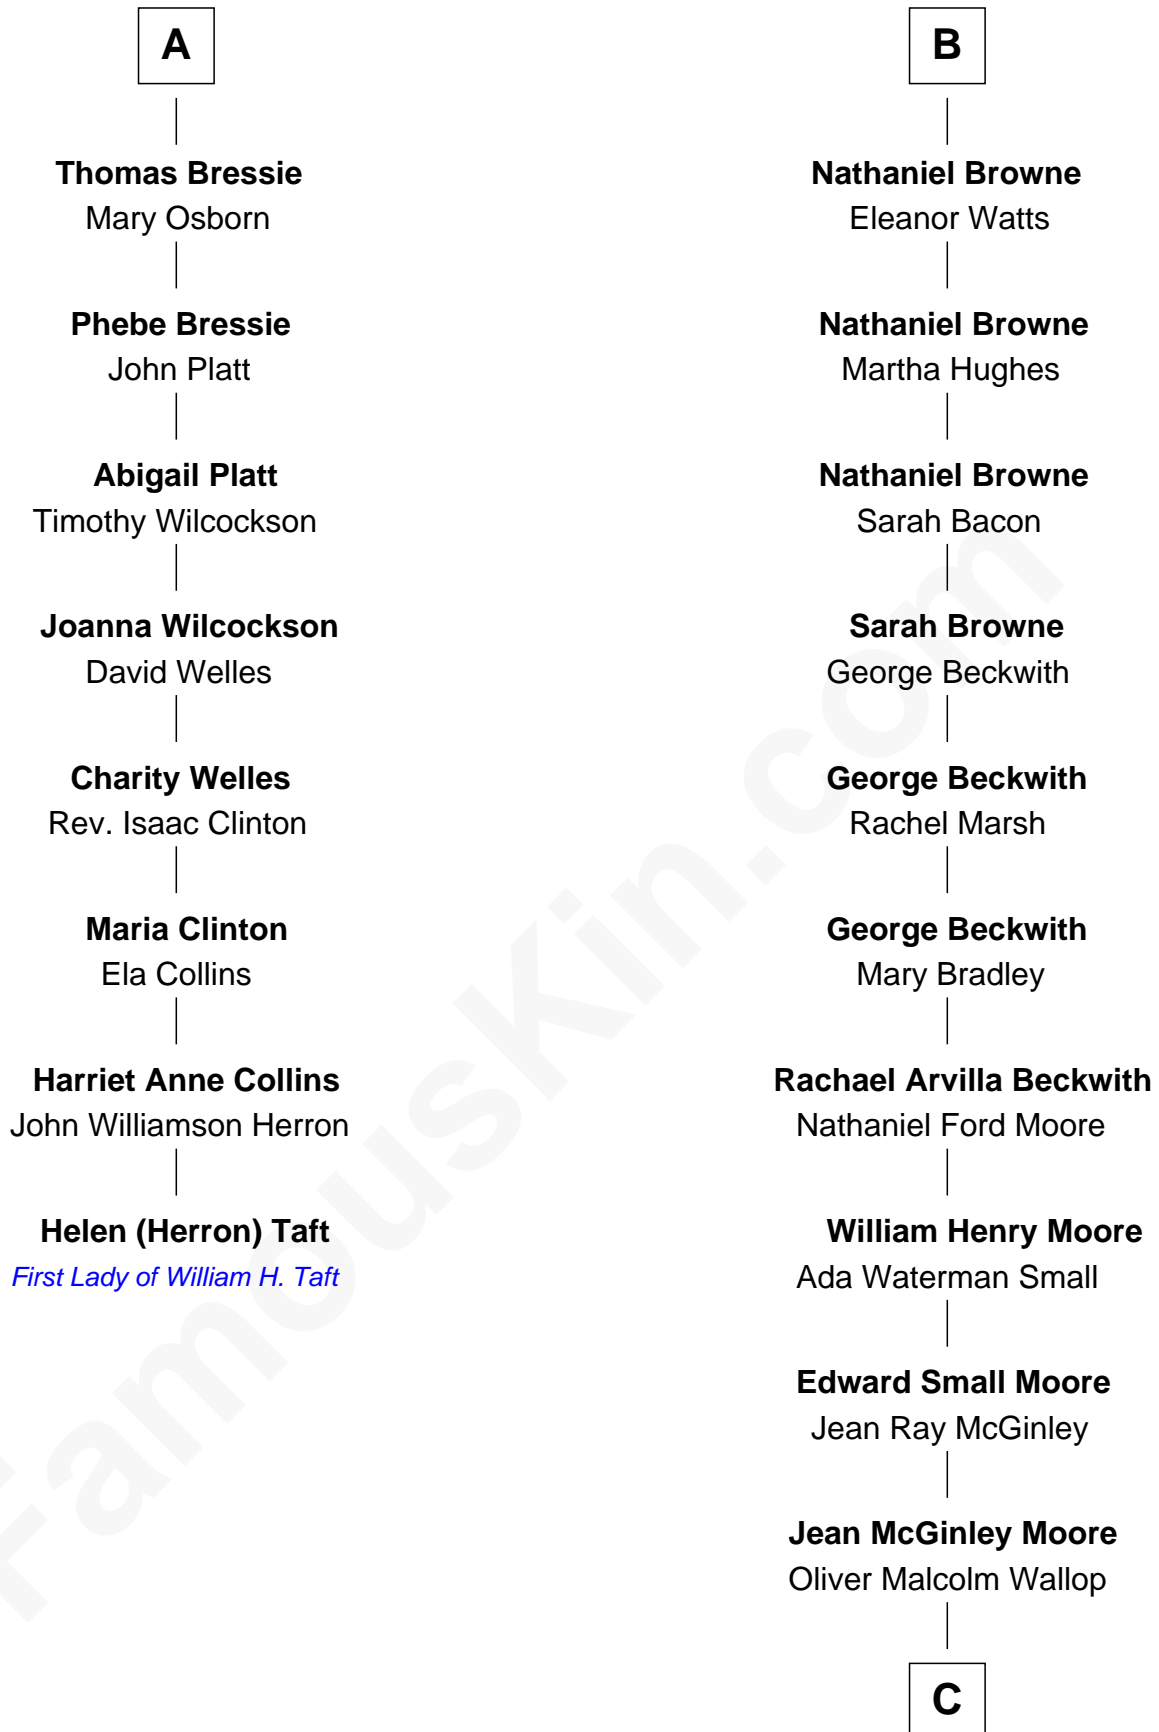 A
Thomas Bressie
Mary Osborn
Phebe Bressie
John Platt
Abigail Platt
Timothy Wilcockson
Joanna Wilcockson
David Welles
Charity Welles
Rev. Isaac Clinton
Maria Clinton
Ela Collins
Harriet Anne Collins
John Williamson Herron
Helen (Herron) Taft
First Lady of William H. Taft
B
Nathaniel Browne
Eleanor Watts
Nathaniel Browne
Martha Hughes
Nathaniel Browne
Sarah Bacon
Sarah Browne
George Beckwith
George Beckwith
Rachel Marsh
George Beckwith
Mary Bradley
Rachael Arvilla Beckwith
Nathaniel Ford Moore
William Henry Moore
Ada Waterman Small
Edward Small Moore
Jean Ray McGinley
Jean McGinley Moore
Oliver Malcolm Wallop
C
FamousKin.com